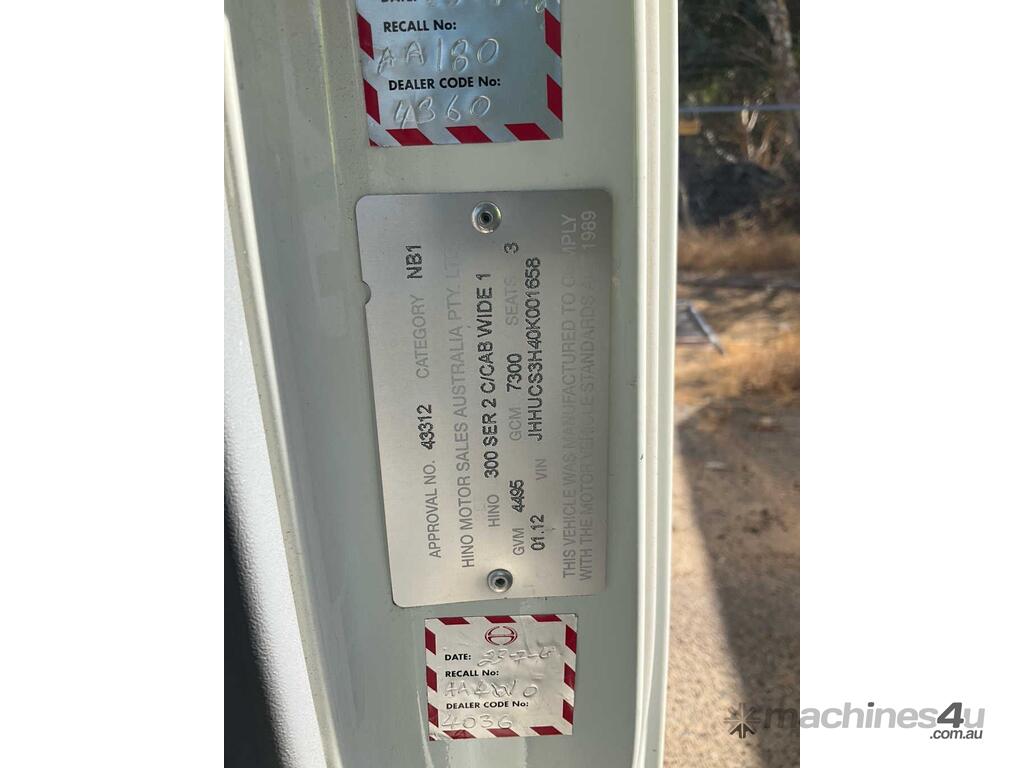 RECALL No:
AA180
DEALER CODE No:
4360
APPROVAL NO. 43312 CATEGORY NB1
HINO MOTOR SALES AUSTRALIA PTY. LTD
HINO 300 SER 2 C/CAB WIDE 1
GVM 4495 GCM 7300 SEATS 3
01.12 VIN JHHUCS3H40K001658
THIS VEHICLE WAS MANUFACTURED TO COMPLY
WITH THE MOTOR VEHICLE STANDARDS ACT 1989
DATE:
RECALL No:
DEALER CODE No:
4036
machines4u
.com.au